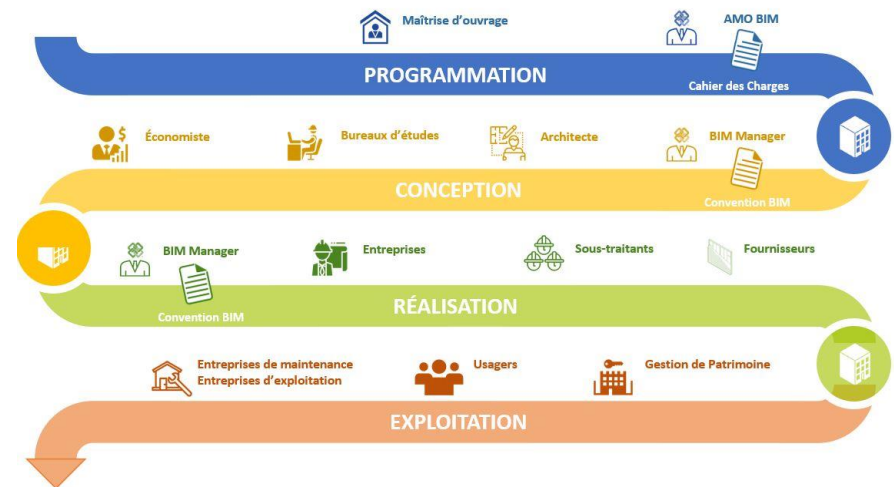 Maîtrise d'ouvrage
AMO BIM
PROGRAMMATION
Cahier des Charges
Économiste
Bureaux d'études
Architecte
BIM Manager
CONCEPTION
Convention BIM
BIM Manager
Entreprises
Sous-traitants
Fournisseurs
RÉALISATION
Convention BIM
Entreprises de maintenance
Entreprises d'exploitation
Usagers
Gestion de Patrimoine
EXPLOITATION